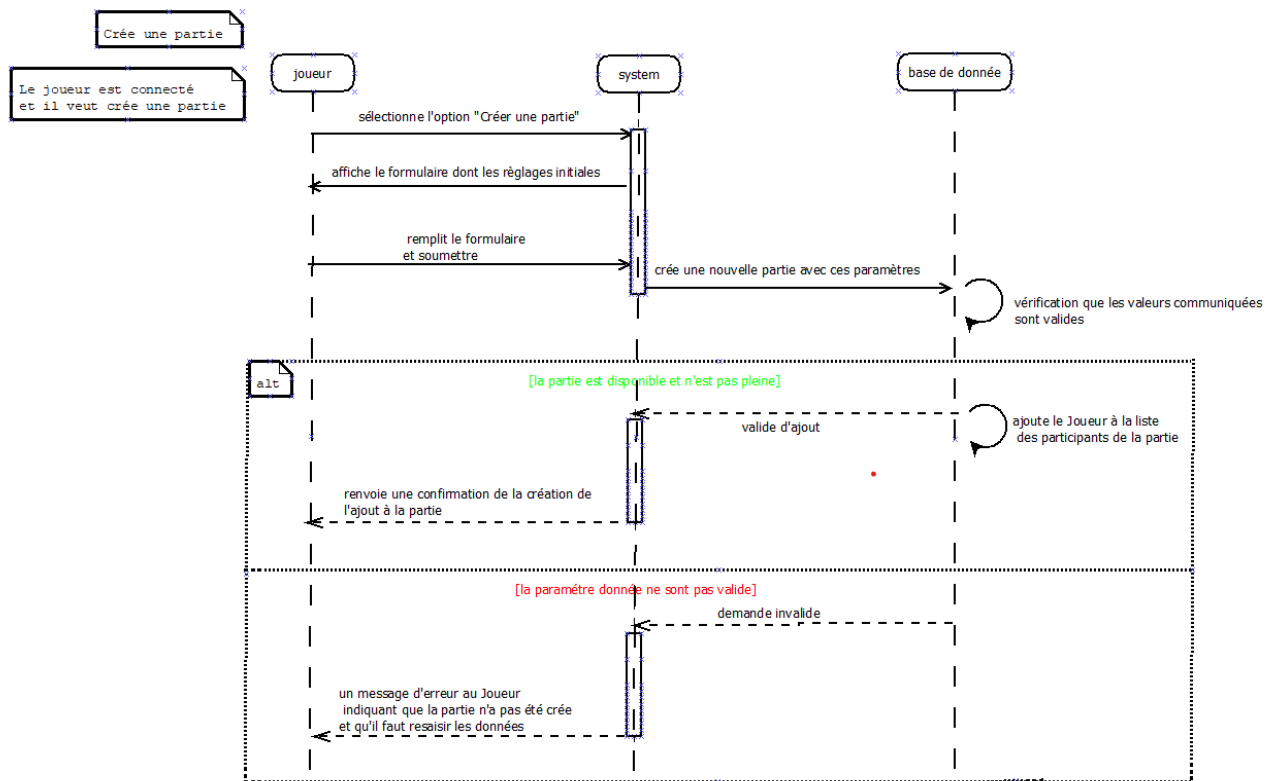 Crée une partie
Le joueur est connecté
et il veut crée une partie
joueur
system
base de donnée
sélectionne l'option "Créer une partie"
affiche le formulaire dont les règlages initiales
remplit le formulaire
et soumettre
crée une nouvelle partie avec ces paramètres
vérification que les valeurs communiquées
sont valides
alt
[la partie est disponible et n'est pas pleine]
valide d'ajout
ajoute le Joueur à la liste
des participants de la partie
renvoie une confirmation de la création de
l'ajout à la partie
[la paramétre donnée ne sont pas valide]
demande invalide
un message d'erreur au Joueur
indiquant que la partie n'a pas été crée
et qu'il faut resaisir les données